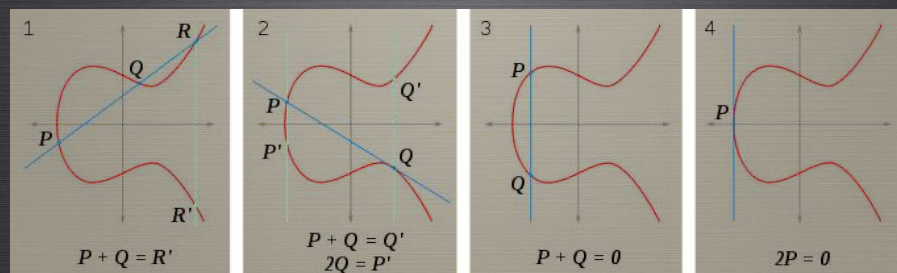 1
R
Q
P
R'
P + Q = R'
2
Q'
P
P'
Q
P + Q = Q'
2Q = P'
3
P
Q
P + Q = 0
4
P
2P = 0